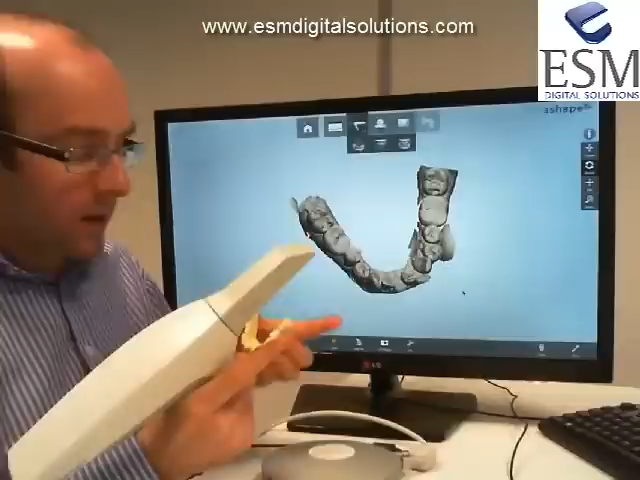 www.esmdigitalsolutions.com
ESM
DIGITAL SOLUTIONS
3shape
LG